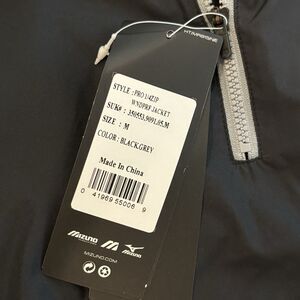 STYLE : PRO 1/4ZIP
WNDPRF JACKET
SUK# : 350553.9091.05.M
SIZE : M
COLOR : BLACK,GREY
Made In China
0 41969 55006 9
MIZUNO
MIZUNO
MIZUNO.COM